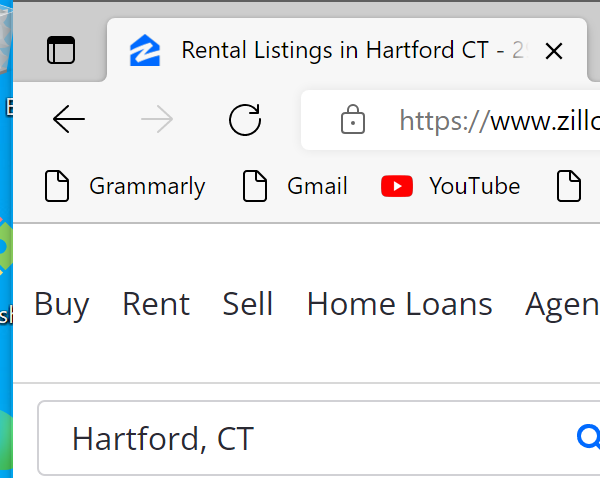 Rental Listings in Hartford CT - 2
https://www.zillo
Grammarly Gmail YouTube
Buy Rent Sell Home Loans Agen
Hartford, CT